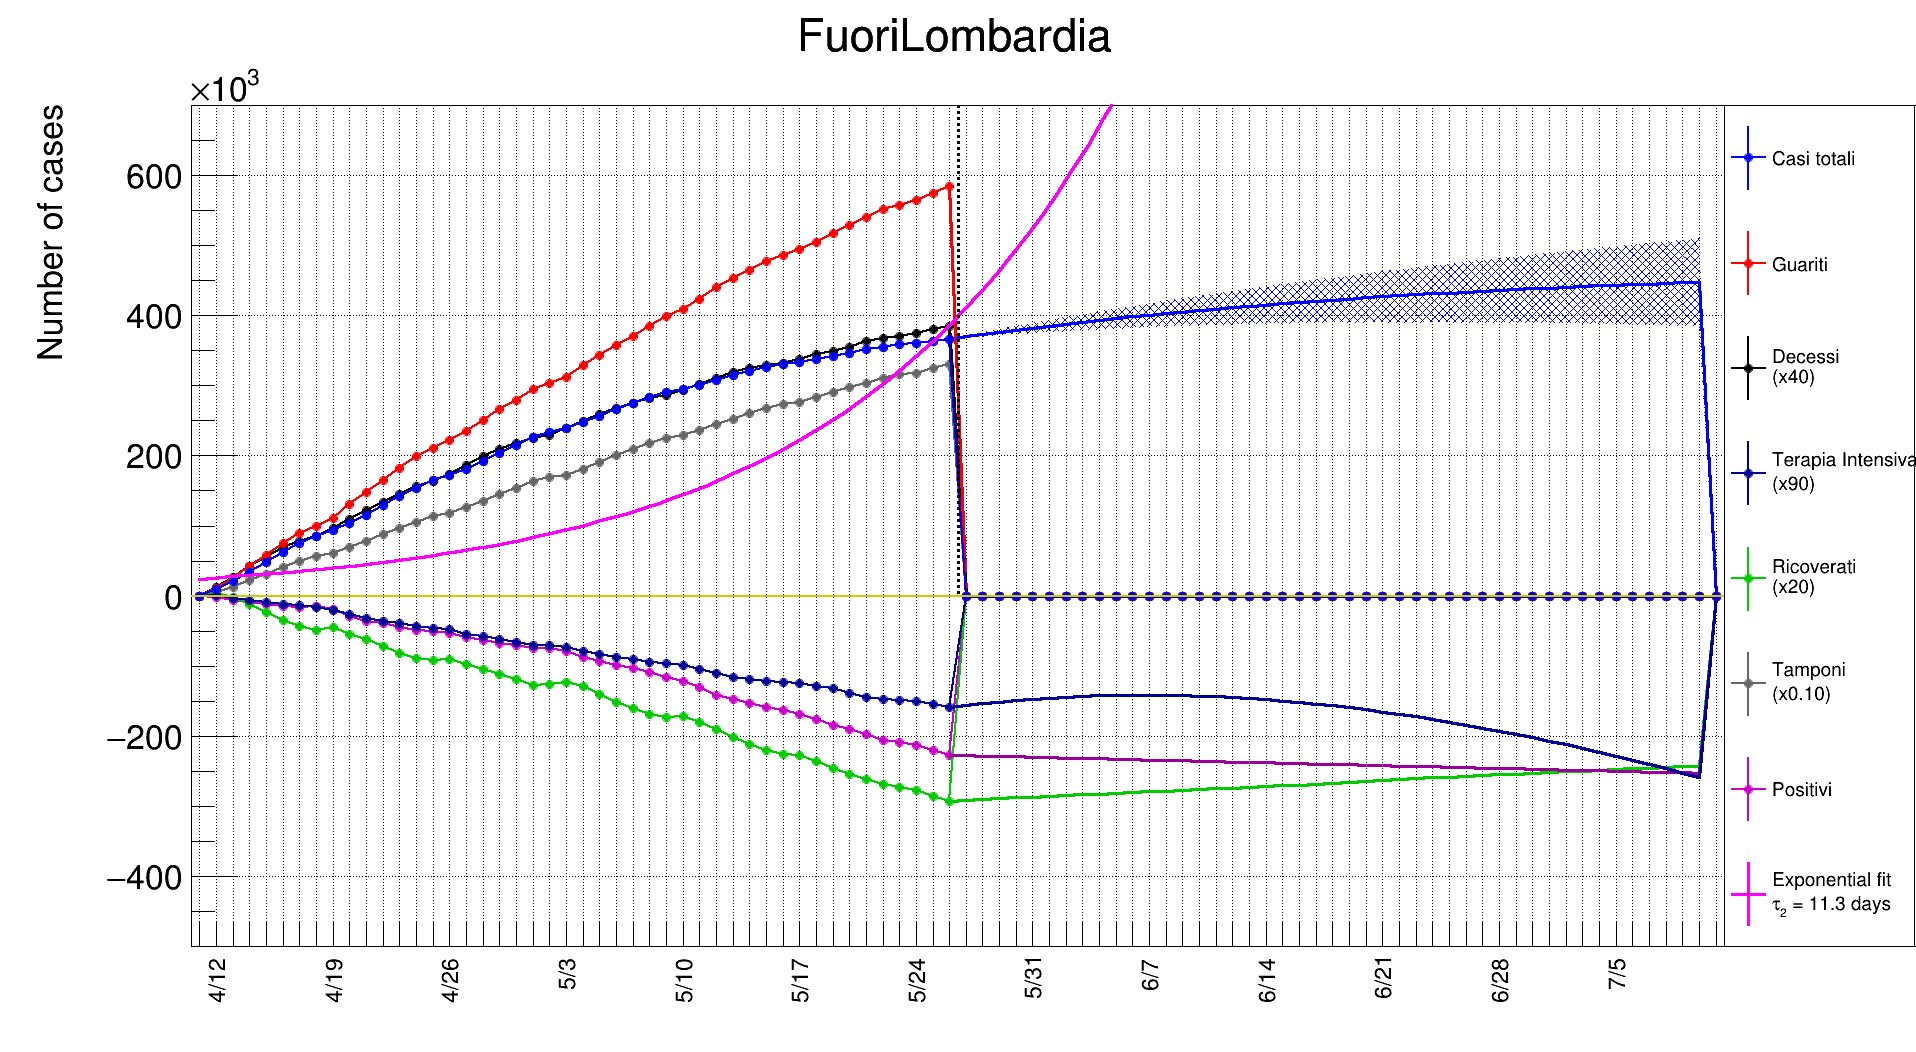 FuoriLombardia
×10³
Number of cases
600
400
200
0
−200
−400
4/12
4/19
4/26
5/3
5/10
5/17
5/24
5/31
6/7
6/14
6/21
6/28
7/5
Casi totali
Guariti
Decessi
(x40)
Terapia Intensiva
(x90)
Ricoverati
(x20)
Tamponi
(x0.10)
Positivi
Exponential fit
τ₂ = 11.3 days